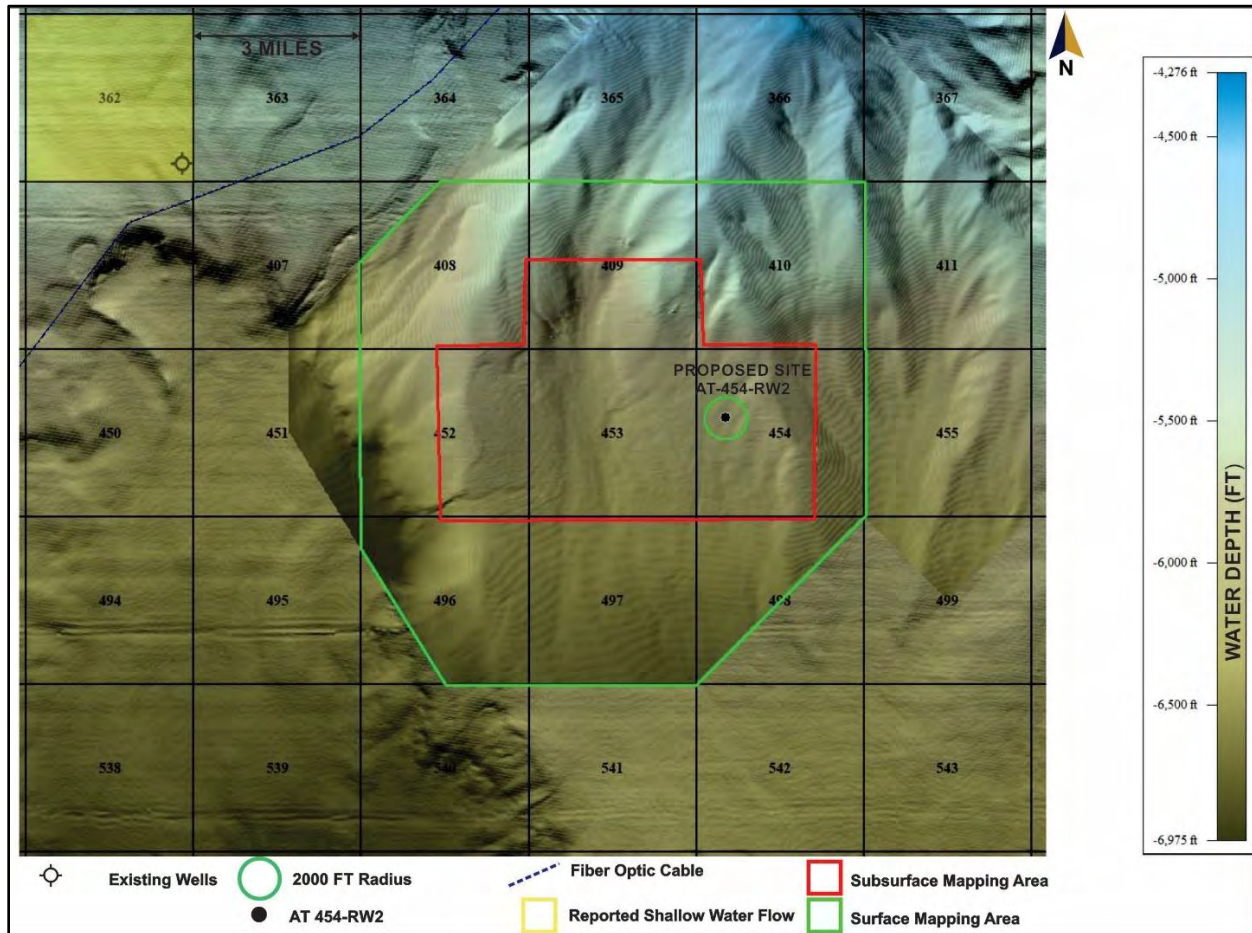 3 MILES
N
362
363
364
365
366
367
407
408
409
410
411
PROPOSED SITE
AT-454-RW2
450
451
452
453
454
455
494
495
496
497
498
499
538
539
540
541
542
543
-4,276 ft
-4,500 ft
-5,000 ft
-5,500 ft
-6,000 ft
-6,500 ft
-6,975 ft
WATER DEPTH (FT)
Existing Wells
2000 FT Radius
Fiber Optic Cable
Subsurface Mapping Area
AT 454-RW2
Reported Shallow Water Flow
Surface Mapping Area